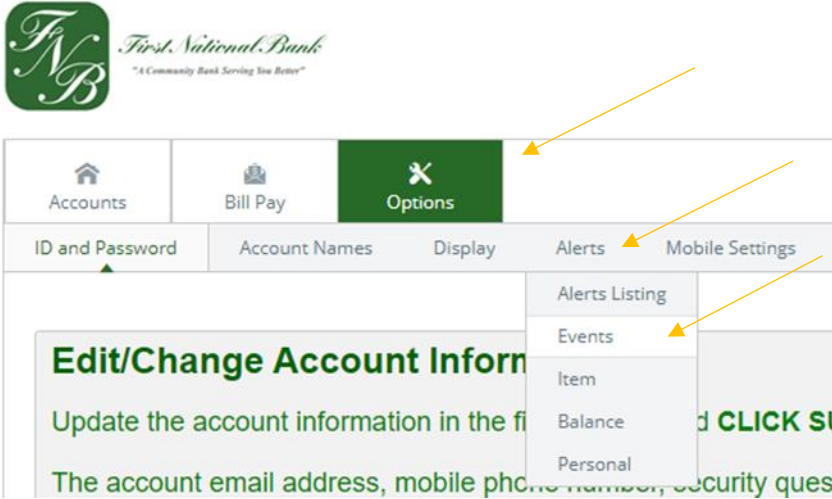 FNB
First National Bank
"A Community Bank Serving You Better"
Accounts
Bill Pay
Options
ID and Password
Account Names
Display
Alerts
Mobile Settings
Alerts Listing
Events
Item
Balance
Personal
Edit/Change Account Inform
Update the account information in the fi d CLICK SU
The account email address, mobile phone number, security ques